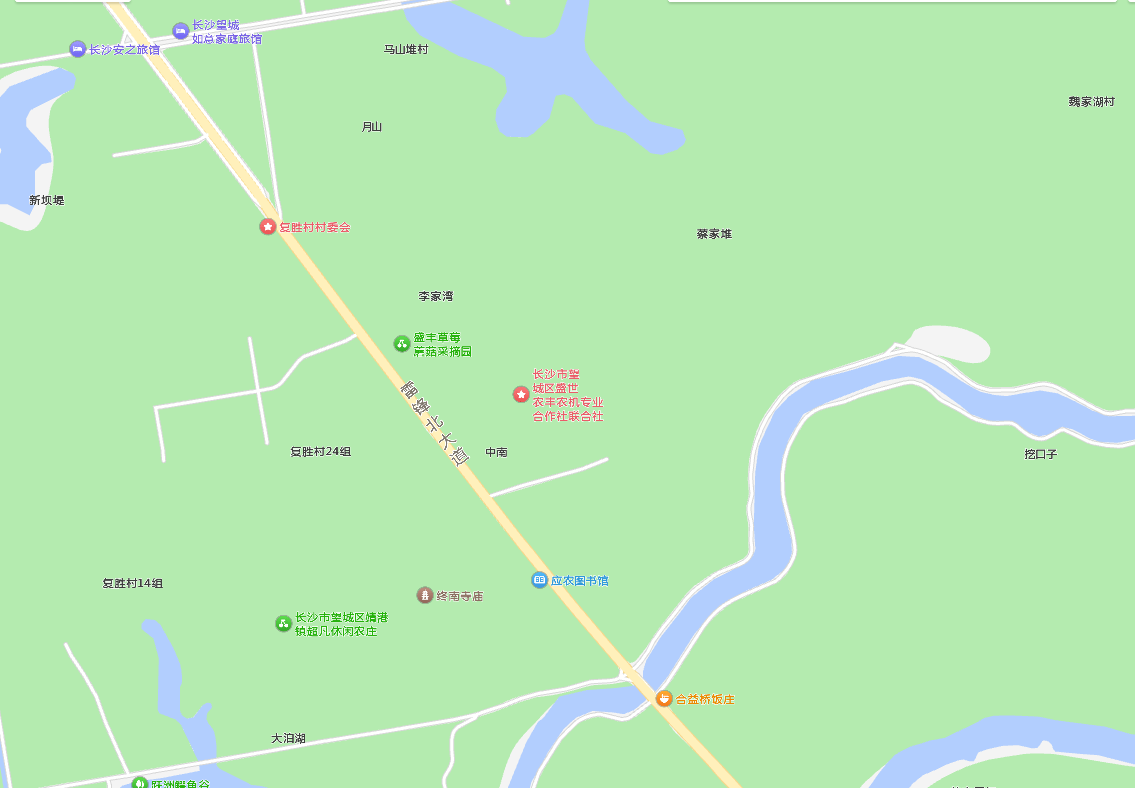 长沙望城
如意家庭旅馆
长沙安之旅馆
马山堆村
魏家湖村
月山
新坝堤
复胜村村委会
蔡家堆
李家湾
盛丰草莓
蘑菇采摘园
长沙市望
城区盛世
农丰农机专业
合作社联合社
雷锋北大道
复胜村24组
中南
挖口子
应农图书馆
复胜村14组
终南寺庙
长沙市望城区靖港
镇超凡休闲农庄
合益桥饭庄
大泊湖